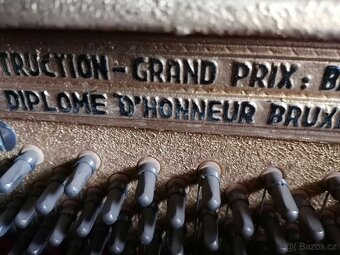 TRUCTION - GRAND PRIX: B
DIPLOME D'HONNEUR BRUX
Bazos.cz